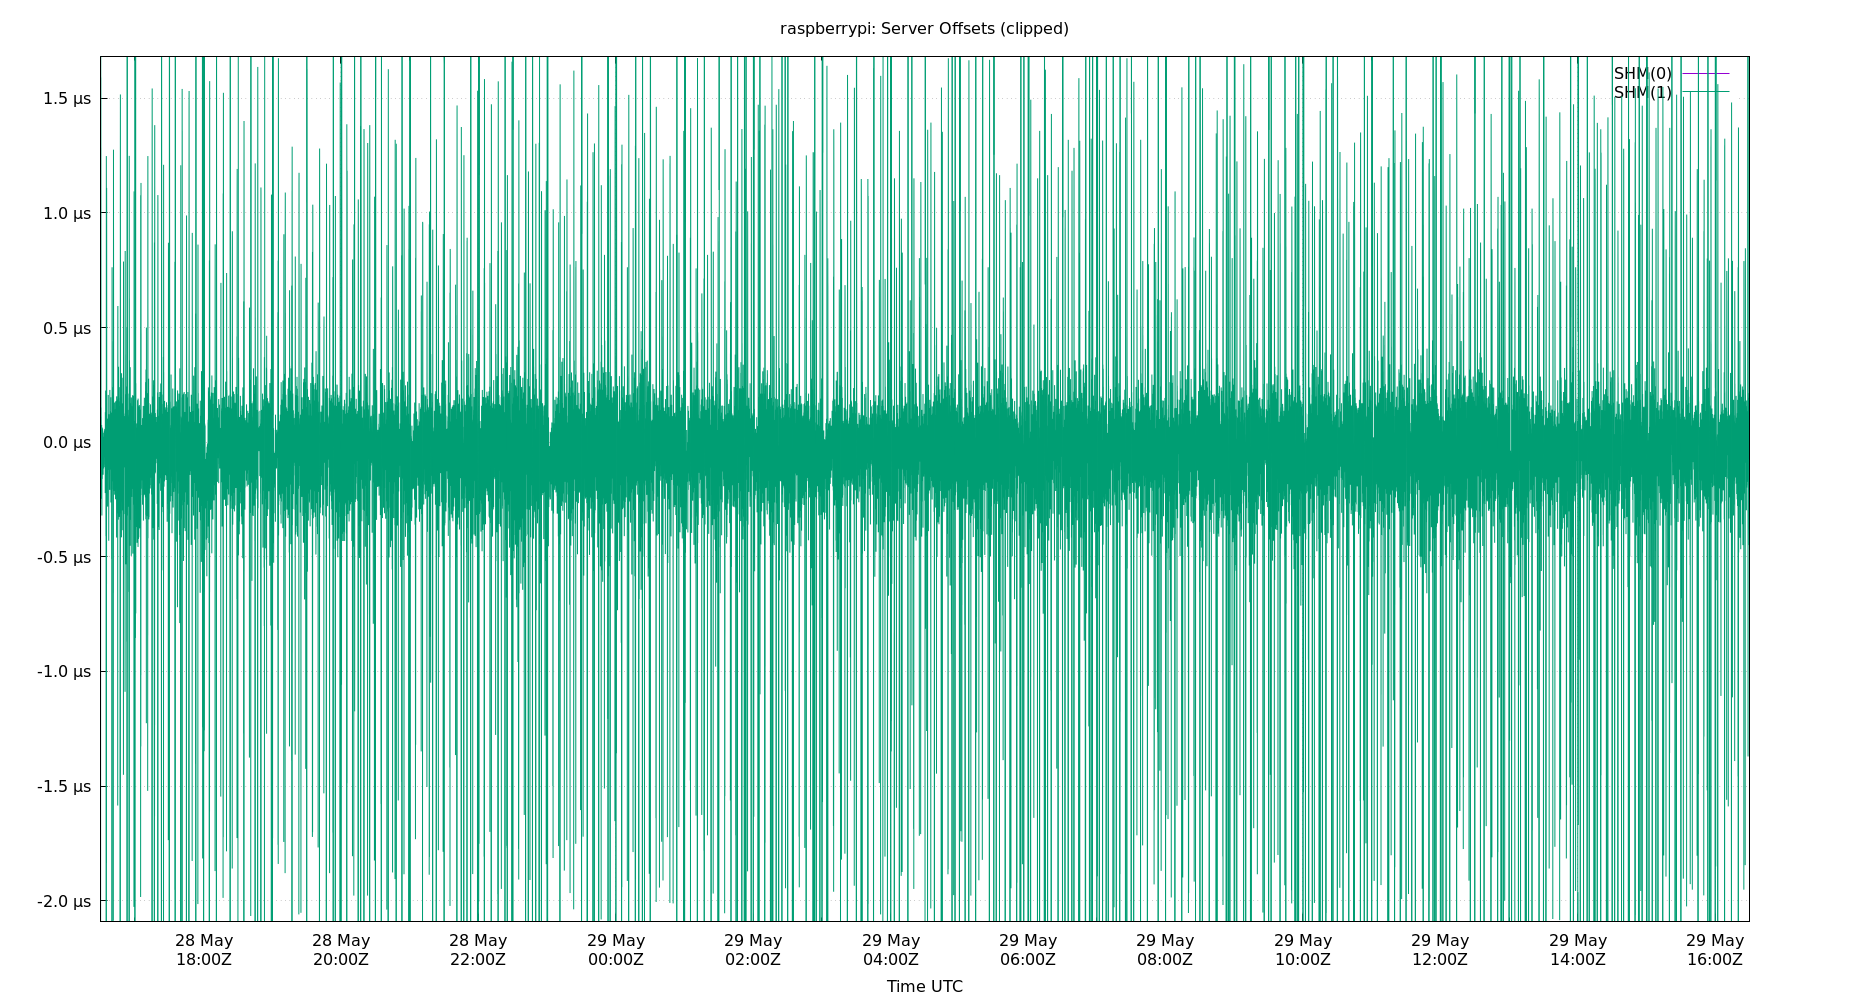 raspberrypi: Server Offsets (clipped)
SHM(0)
SHM(1)
1.5 µs
1.0 µs
0.5 µs
0.0 µs
-0.5 µs
-1.0 µs
-1.5 µs
-2.0 µs
28 May 28 May 28 May 29 May 29 May 29 May 29 May 29 May 29 May 29 May 29 May 29 May
18:00Z 20:00Z 22:00Z 00:00Z 02:00Z 04:00Z 06:00Z 08:00Z 10:00Z 12:00Z 14:00Z 16:00Z
Time UTC